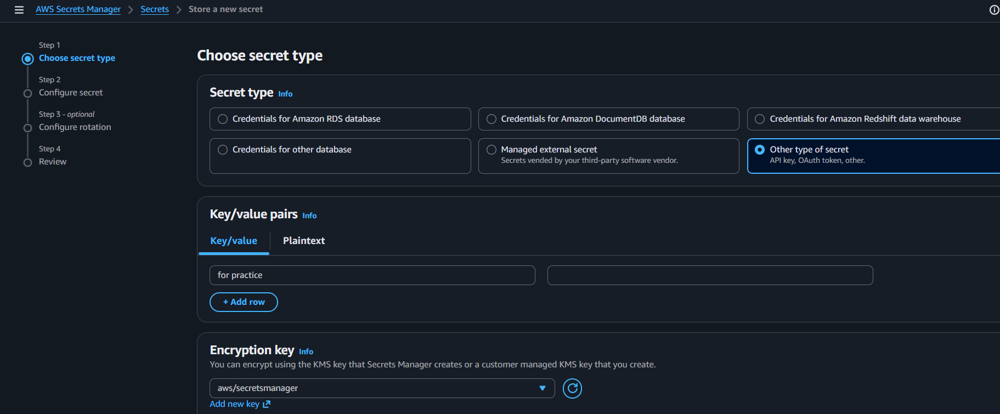 AWS Secrets Manager > Secrets > Store a new secret
Step 1
Choose secret type
Step 2
Configure secret
Step 3 - optional
Configure rotation
Step 4
Review
Choose secret type
Secret type Info
Credentials for Amazon RDS database
Credentials for Amazon DocumentDB database
Credentials for Amazon Redshift data warehouse
Credentials for other database
Managed external secret
Secrets vended by your third-party software vendor.
Other type of secret
API key, OAuth token, other.
Key/value pairs Info
Key/value
Plaintext
for practice
+ Add row
Encryption key Info
You can encrypt using the KMS key that Secrets Manager creates or a customer managed KMS key that you create.
aws/secretsmanager
Add new key